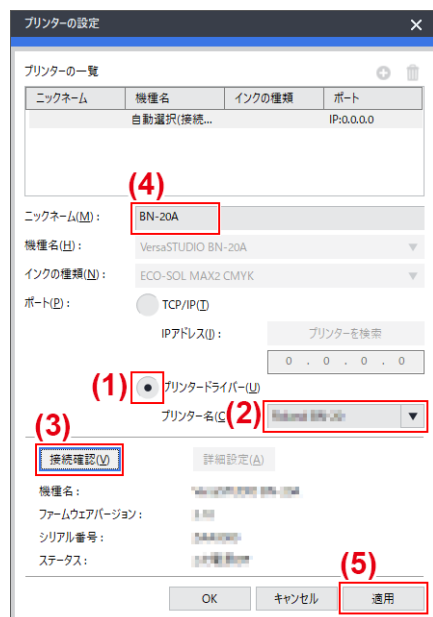 プリンターの設定
プリンターの一覧
ニックネーム 機種名 インクの種類 ポート
自動選択(接続... IP:0.0.0.0
(4)
ニックネーム(M): BN-20A
機種名(H): VersaSTUDIO BN-20A
インクの種類(N): ECO-SOL MAX2 CMYK
ポート(P): TCP/IP(T)
IPアドレス(I): プリンターを検索
0 . 0 . 0 . 0
(1) プリンタードライバー(U)
プリンター名(C (2)
(3)
接続確認(V) 詳細設定(A)
機種名:
ファームウェアバージョン:
シリアル番号:
ステータス:
(5)
OK キャンセル 適用